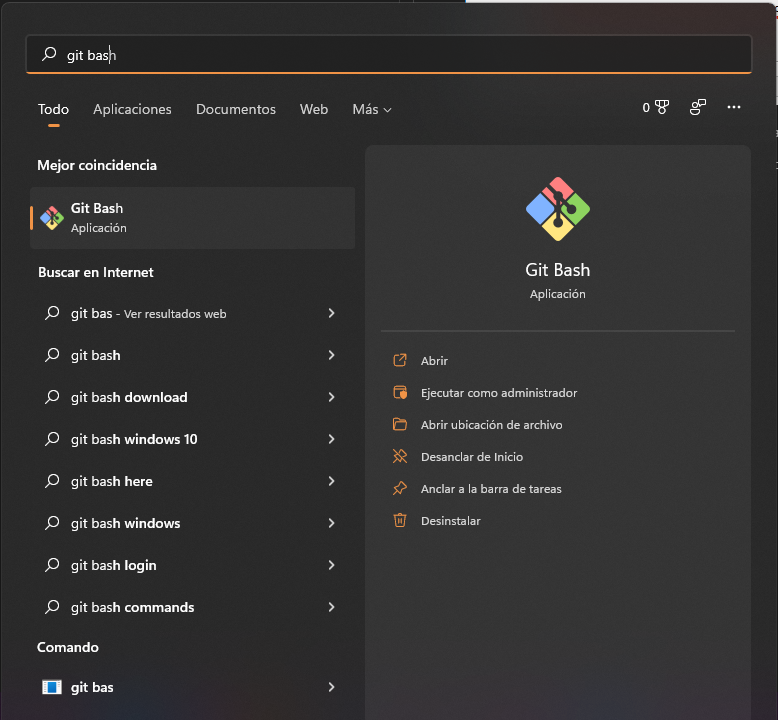 git bash
Todo
Aplicaciones
Documentos
Web
Más
0
Mejor coincidencia
Git Bash
Aplicación
Buscar en Internet
git bas - Ver resultados web
git bash
git bash download
git bash windows 10
git bash here
git bash windows
git bash login
git bash commands
Comando
git bas
Git Bash
Aplicación
Abrir
Ejecutar como administrador
Abrir ubicación de archivo
Desanclar de Inicio
Anclar a la barra de tareas
Desinstalar